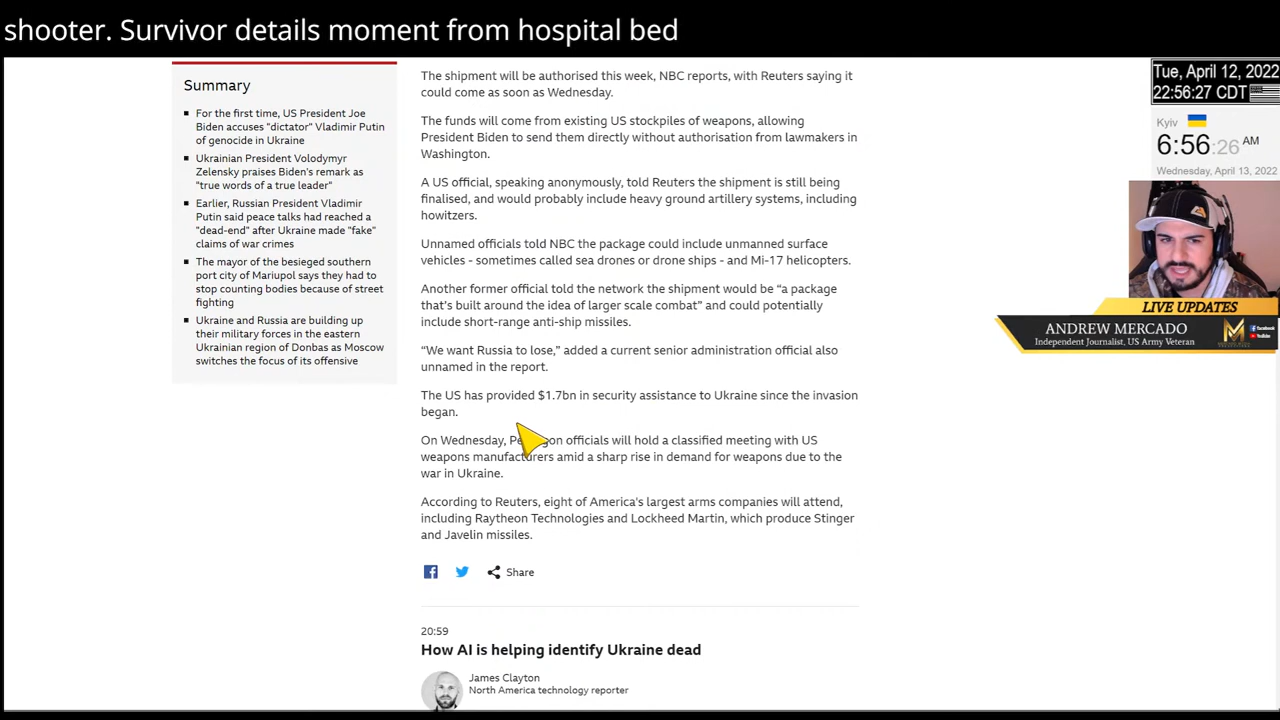 shooter. Survivor details moment from hospital bed
Summary
For the first time, US President Joe
Biden accuses "dictator" Vladimir Putin
of genocide in Ukraine
Ukrainian President Volodymyr
Zelensky praises Biden's remark as
"true words of a true leader"
Earlier, Russian President Vladimir
Putin said peace talks had reached a
"dead-end" after Ukraine made "fake"
claims of war crimes
The mayor of the besieged southern
port city of Mariupol says they had to
stop counting bodies because of street
fighting
Ukraine and Russia are building up
their military forces in the eastern
Ukrainian region of Donbas as Moscow
switches the focus of its offensive
The shipment will be authorised this week, NBC reports, with Reuters saying it
could come as soon as Wednesday.
The funds will come from existing US stockpiles of weapons, allowing
President Biden to send them directly without authorisation from lawmakers in
Washington.
A US official, speaking anonymously, told Reuters the shipment is still being
finalised, and would probably include heavy ground artillery systems, including
howitzers.
Unnamed officials told NBC the package could include unmanned surface
vehicles - sometimes called sea drones or drone ships - and Mi-17 helicopters.
Another former official told the network the shipment would be “a package
that’s built around the idea of larger scale combat” and could potentially
include short-range anti-ship missiles.
“We want Russia to lose,” added a current senior administration official also
unnamed in the report.
The US has provided $1.7bn in security assistance to Ukraine since the invasion
began.
On Wednesday, Pentagon officials will hold a classified meeting with US
weapons manufacturers amid a sharp rise in demand for weapons due to the
war in Ukraine.
According to Reuters, eight of America's largest arms companies will attend,
including Raytheon Technologies and Lockheed Martin, which produce Stinger
and Javelin missiles.
Share
20:59
How AI is helping identify Ukraine dead
James Clayton
North America technology reporter
Tue, April 12, 2022
22:56:27 CDT
Kyiv
6:56:26 AM
Wednesday, April 13, 2022
LIVE UPDATES
ANDREW MERCADO
Independent Journalist, US Army Veteran